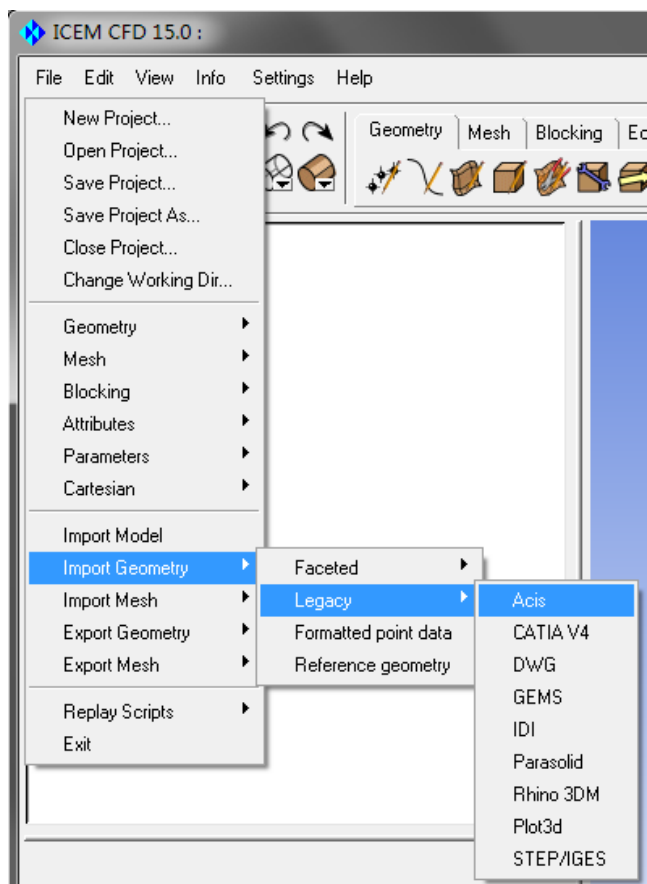 ICEM CFD 15.0 :
File Edit View Info Settings Help
New Project...
Open Project...
Save Project...
Save Project As...
Close Project...
Change Working Dir...
Geometry
Mesh
Blocking
Attributes
Parameters
Cartesian
Import Model
Import Geometry
Import Mesh
Export Geometry
Export Mesh
Replay Scripts
Exit
Geometry Mesh Blocking
Faceted
Legacy
Formatted point data
Reference geometry
Acis
CATIA V4
DWG
GEMS
IDI
Parasolid
Rhino 3DM
Plot3d
STEP/IGES